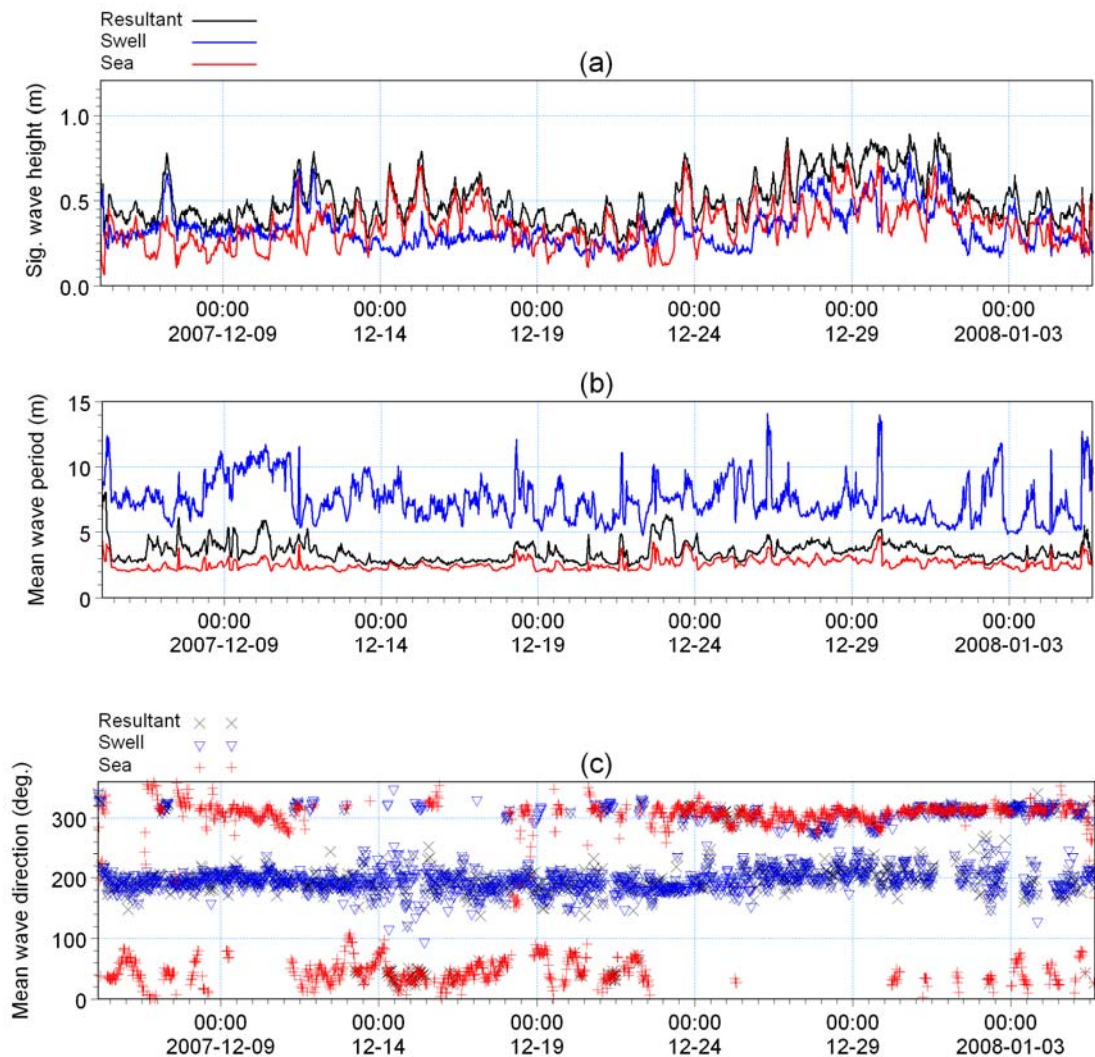 Resultant
Swell
Sea
(a)
Sig. wave height (m)
1.0
0.5
0.0
00:00 00:00 00:00 00:00 00:00 00:00
2007-12-09 12-14 12-19 12-24 12-29 2008-01-03
(b)
Mean wave period (m)
15
10
5
0
00:00 00:00 00:00 00:00 00:00 00:00
2007-12-09 12-14 12-19 12-24 12-29 2008-01-03
Resultant
Swell
Sea
(c)
Mean wave direction (deg.)
300
200
100
0
00:00 00:00 00:00 00:00 00:00 00:00
2007-12-09 12-14 12-19 12-24 12-29 2008-01-03